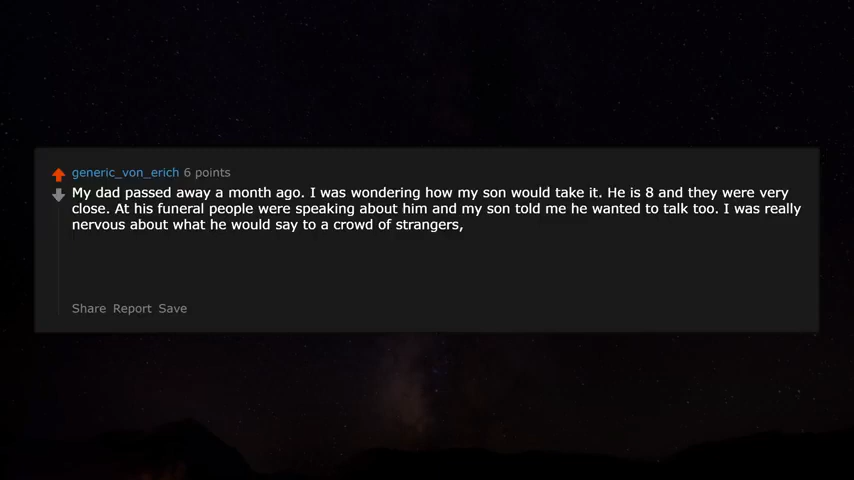 generic_von_erich 6 points
My dad passed away a month ago. I was wondering how my son would take it. He is 8 and they were very
close. At his funeral people were speaking about him and my son told me he wanted to talk too. I was really
nervous about what he would say to a crowd of strangers,
Share Report Save